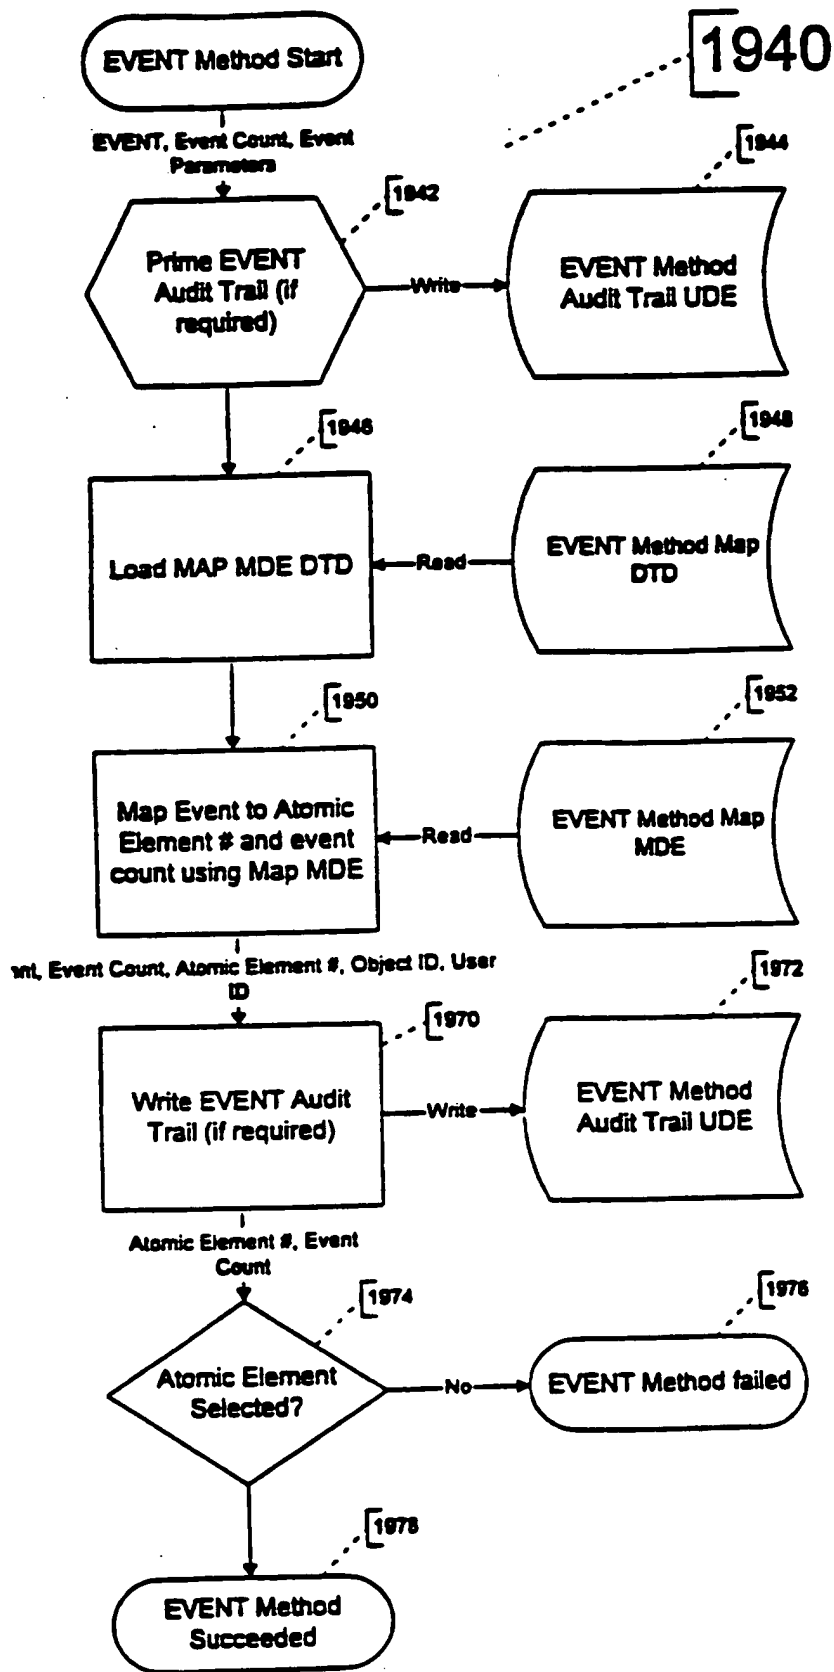 EVENT Method Start
1940
EVENT, Event Count, Event
Parameters
1942
1944
Prime EVENT
Audit Trail (if
required)
Write
EVENT Method
Audit Trail UDE
1946
1948
Load MAP MDE DTD
Read
EVENT Method Map
DTD
1950
1952
Map Event to Atomic
Element # and event
count using Map MDE
Read
EVENT Method Map
MDE
Event Count, Atomic Element #, Object ID, User
ID
1970
1972
Write EVENT Audit
Trail (if required)
Write
EVENT Method
Audit Trail UDE
Atomic Element #, Event
Count
1974
1976
Atomic Element
Selected?
No
EVENT Method failed
1978
EVENT Method
Succeeded